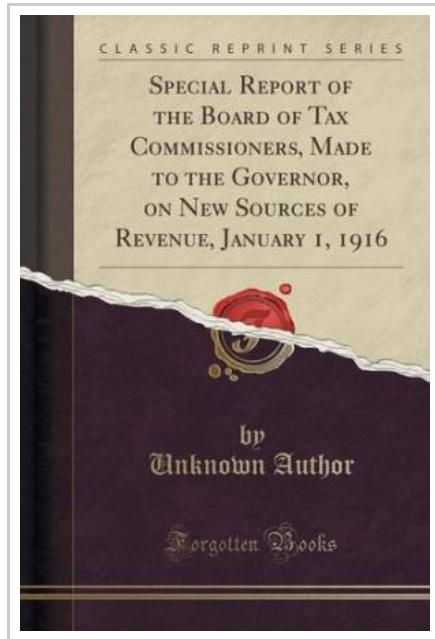 CLASSIC REPRINT SERIES
SPECIAL REPORT OF
THE BOARD OF TAX
COMMISSIONERS, MADE
TO THE GOVERNOR,
ON NEW SOURCES OF
REVENUE, JANUARY 1, 1916
by
Unknown Author
Forgotten Books